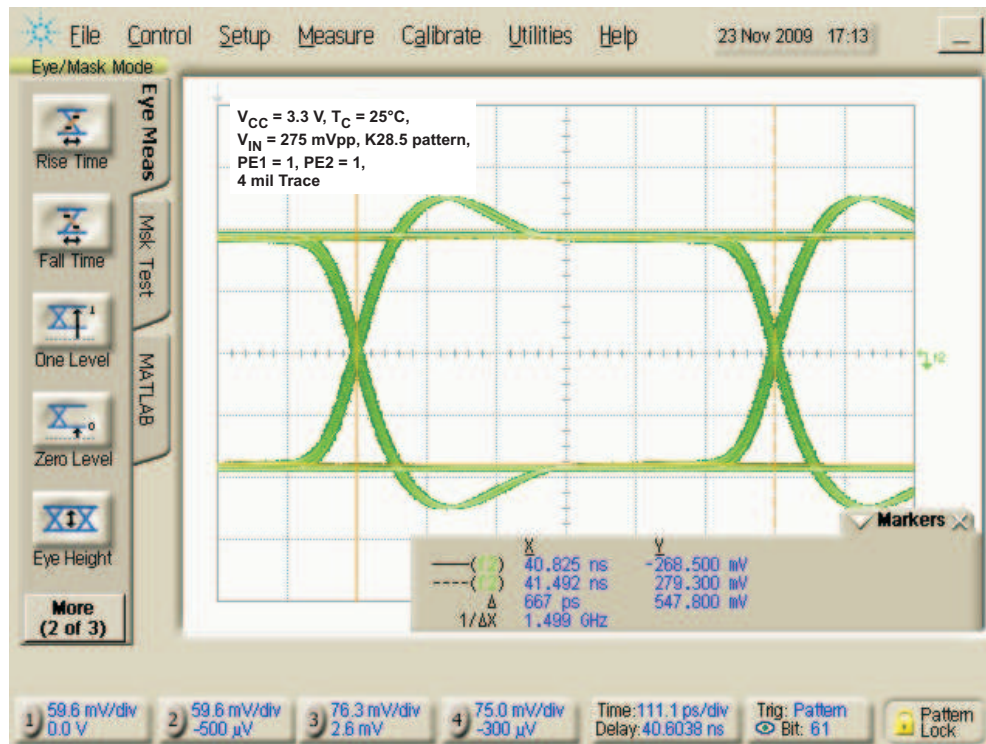 File Control Setup Measure Calibrate Utilities Help 23 Nov 2009 17:13
Eye/Mask Mode
Eye Meas
Msk Test
MATLAB
Rise Time
Fall Time
One Level
Zero Level
Eye Height
More
(2 of 3)
VCC = 3.3 V, TC = 25°C,
VIN = 275 mVpp, K28.5 pattern,
PE1 = 1, PE2 = 1,
4 mil Trace
Markers
X Y
——(f2) 40.825 ns -268.500 mV
----(f2) 41.492 ns 279.300 mV
Δ 667 ps 547.800 mV
1/ΔX 1.499 GHz
1) 59.6 mV/div
0.0 V
2) 59.6 mV/div
-500 µV
3) 76.3 mV/div
2.6 mV
4) 75.0 mV/div
-300 µV
Time:111.1 ps/div
Delay:40.6038 ns
Trig: Pattern
Bit: 61
Pattern
Lock